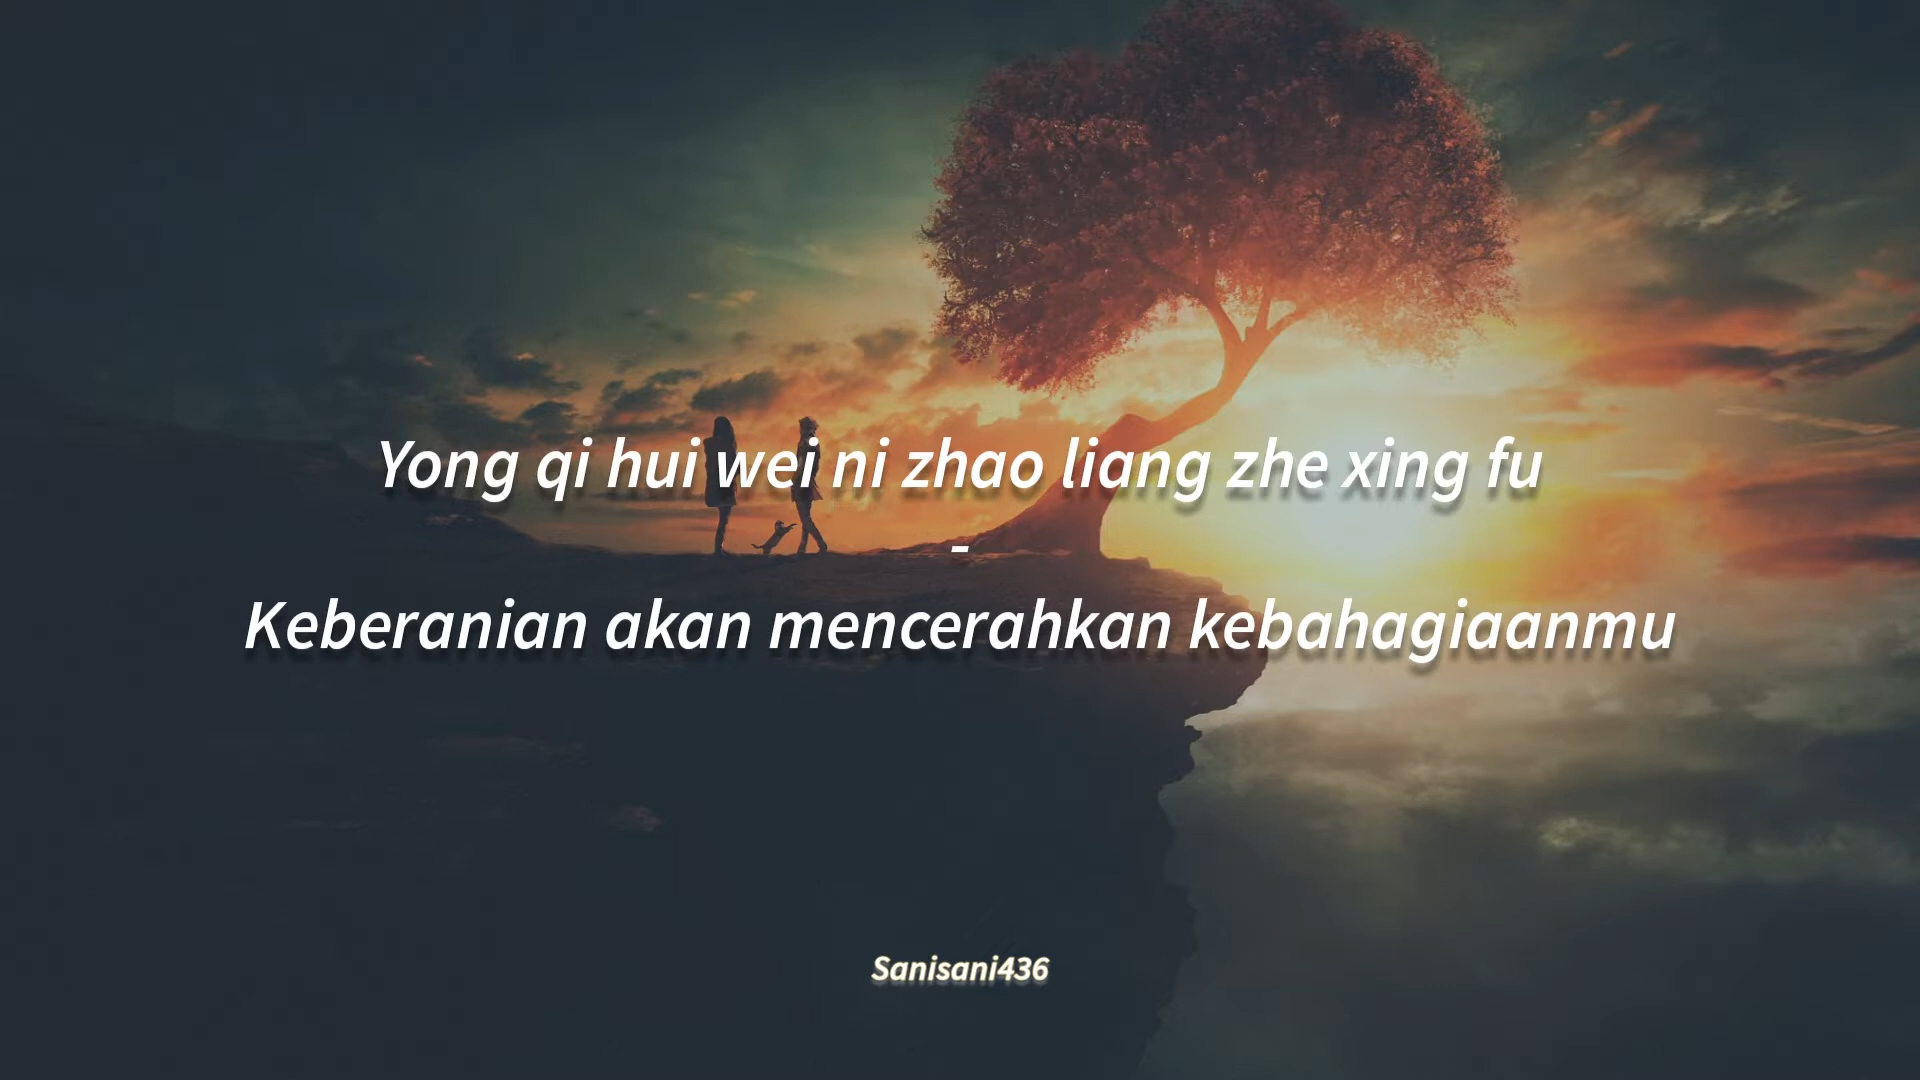 Yong qi hui wei ni zhao liang zhe xing fu
-
Keberanian akan mencerahkan kebahagiaanmu
Sanisani436